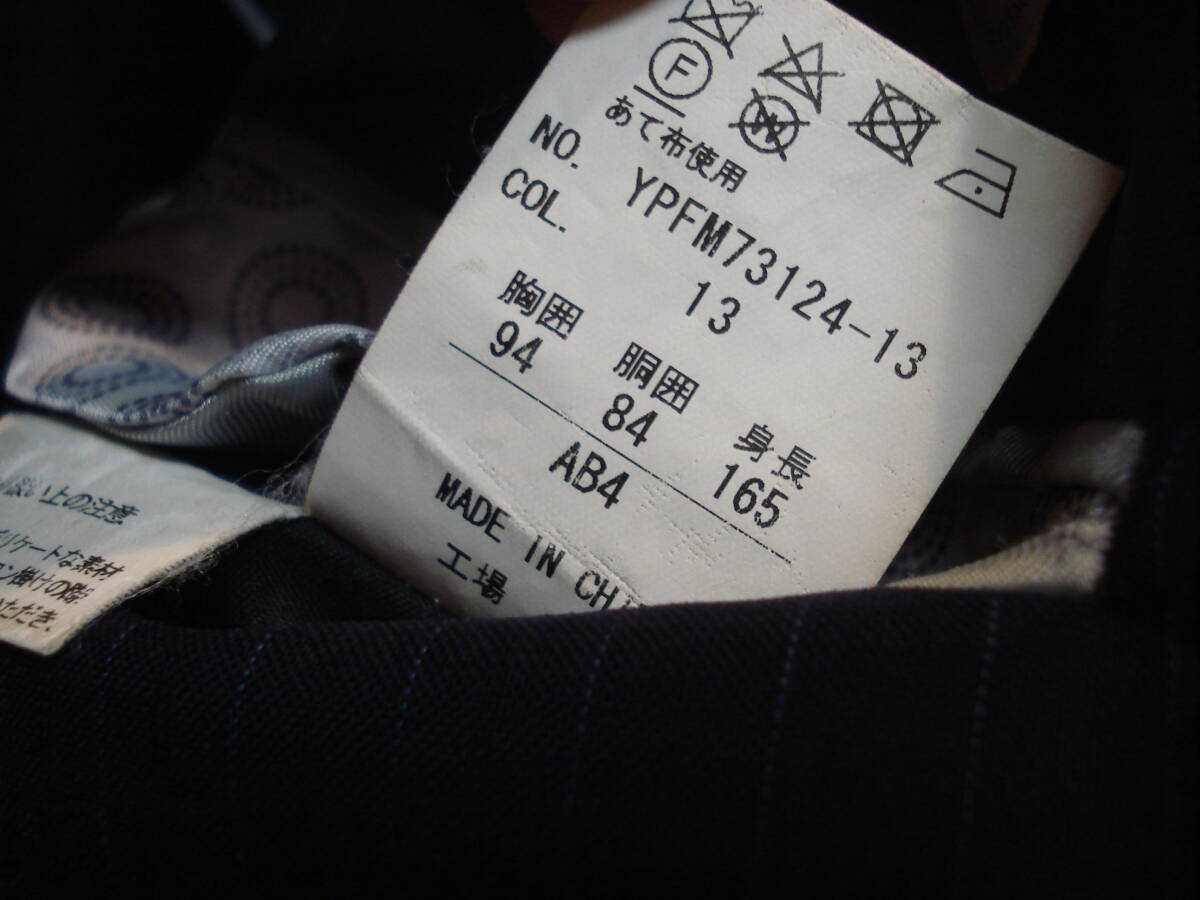 F
W
あて布使用
NO. YPFM73124-13
COL. 13
胸囲 胴囲 身長
94 84 165
AB4
MADE IN CHI
工場
扱い上の注意
デリケートな素材
ン掛けの際
ただき、